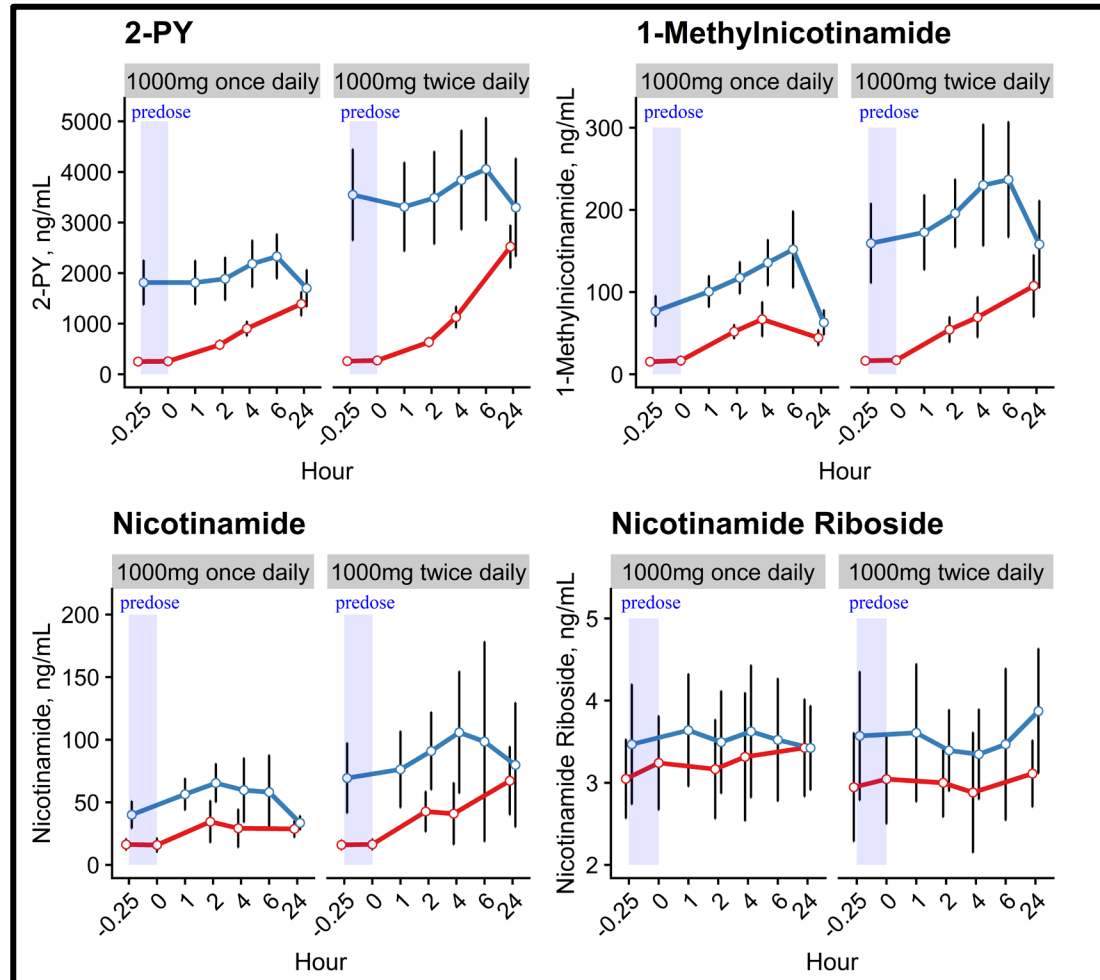 2-PY
1000mg once daily
1000mg twice daily
predose
predose
2-PY, ng/mL
5000
4000
3000
2000
1000
0
-0.25
0
1
2
4
6
24
-0.25
0
1
2
4
6
24
Hour
1-Methylnicotinamide
1000mg once daily
1000mg twice daily
predose
predose
1-Methylnicotinamide, ng/mL
300
200
100
0
-0.25
0
1
2
4
6
24
-0.25
0
1
2
4
6
24
Hour
Nicotinamide
1000mg once daily
1000mg twice daily
predose
predose
Nicotinamide, ng/mL
200
150
100
50
0
-0.25
0
1
2
4
6
24
-0.25
0
1
2
4
6
24
Hour
Nicotinamide Riboside
1000mg once daily
1000mg twice daily
predose
predose
Nicotinamide Riboside, ng/mL
5
4
3
2
-0.25
0
1
2
4
6
24
-0.25
0
1
2
4
6
24
Hour